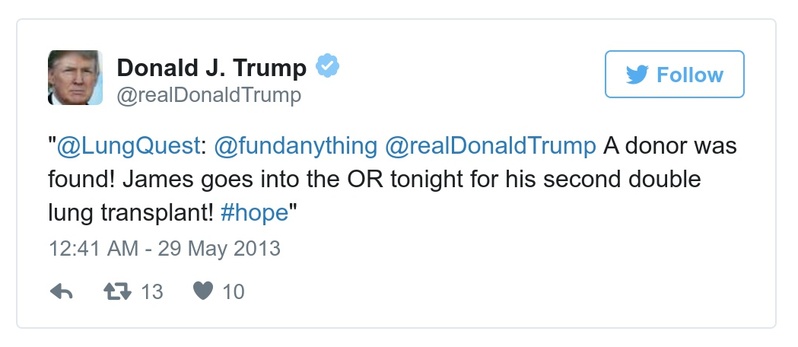 Donald J. Trump
@realDonaldTrump
Follow
"@LungQuest: @fundanything @realDonaldTrump A donor was
found! James goes into the OR tonight for his second double
lung transplant! #hope"
12:41 AM - 29 May 2013
13 10